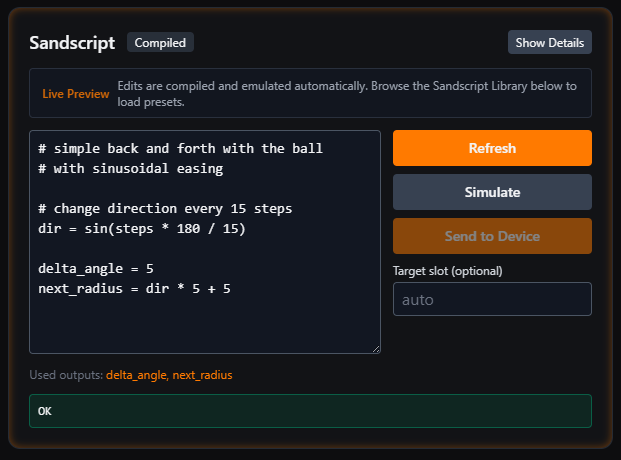 Sandscript Compiled Show Details
Live Preview Edits are compiled and emulated automatically. Browse the Sandscript Library below to
load presets.
# simple back and forth with the ball
# with sinusoidal easing
# change direction every 15 steps
dir = sin(steps * 180 / 15)
delta_angle = 5
next_radius = dir * 5 + 5
Refresh
Simulate
Send to Device
Target slot (optional)
auto
Used outputs: delta_angle, next_radius
OK